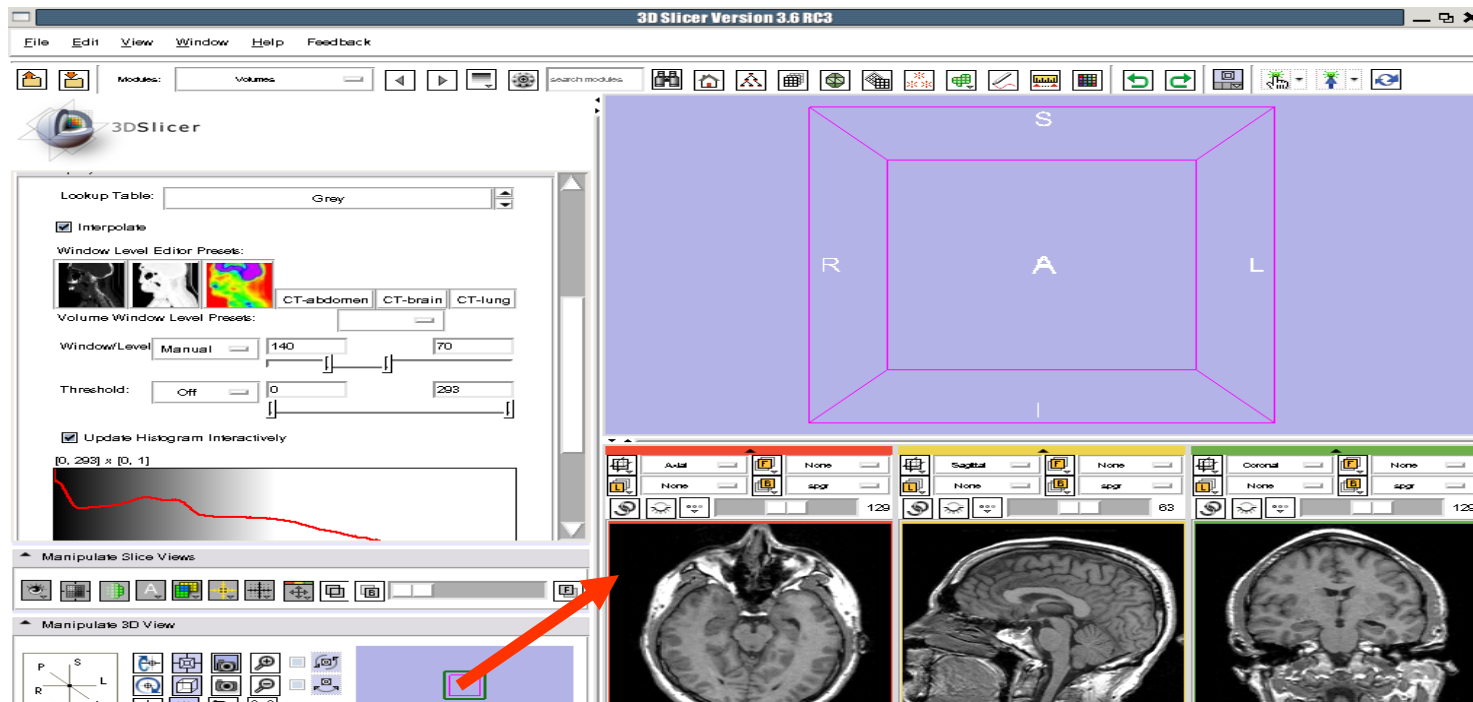 3D Slicer Version 3.6 RC3
File Edit View Window Help Feedback
Modules: Volumes search modules
3DSlicer
Lookup Table: Grey
Interpolate
Window Level Editor Presets:
CT-abdomen CT-brain CT-lung
Volume Window Level Presets:
Window/Level Manual 140 70
Threshold: Off 0 293
Update Histogram Interactively
[0, 293] x [0, 1]
Manipulate Slice Views
A F
B
Manipulate 3D View
P S
R L
S
R A L
I
Axial F None
L None B spgr
129
Sagittal F None
L None B spgr
63
Coronal F None
L None B spgr
129